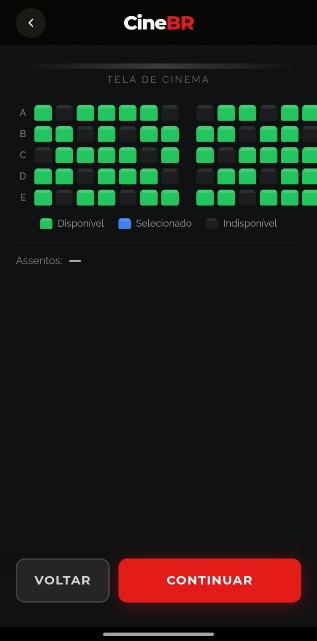 CineBR
TELA DE CINEMA
A
B
C
D
E
Disponível Selecionado Indisponível
Assentos: —
VOLTAR CONTINUAR